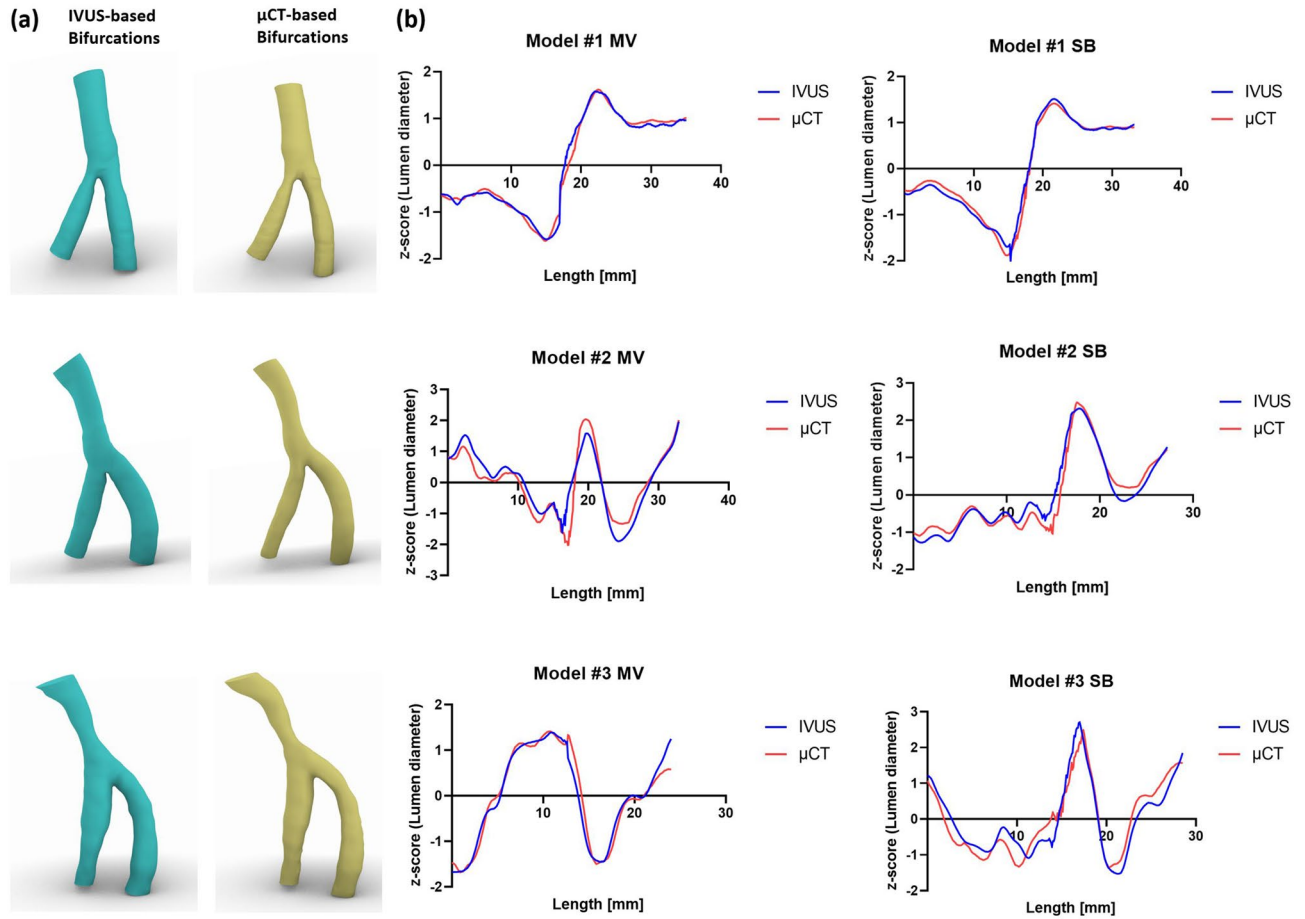 (a)
IVUS-based
Bifurcations
µCT-based
Bifurcations
(b)
Model #1 MV
z-score (Lumen diameter)
2
1
0
-1
-2
10
20
30
40
Length [mm]
IVUS
µCT
Model #1 SB
z-score (Lumen diameter)
2
1
0
-1
-2
10
20
30
40
Length [mm]
IVUS
µCT
Model #2 MV
z-score (Lumen diameter)
3
2
1
0
-1
-2
-3
10
20
30
40
Length [mm]
IVUS
µCT
Model #2 SB
z-score (Lumen diameter)
3
2
1
0
-1
-2
10
20
30
Length [mm]
IVUS
µCT
Model #3 MV
z-score (Lumen diameter)
2
1
0
-1
-2
10
20
30
Length [mm]
IVUS
µCT
Model #3 SB
z-score (Lumen diameter)
3
2
1
0
-1
-2
10
20
30
Length [mm]
IVUS
µCT